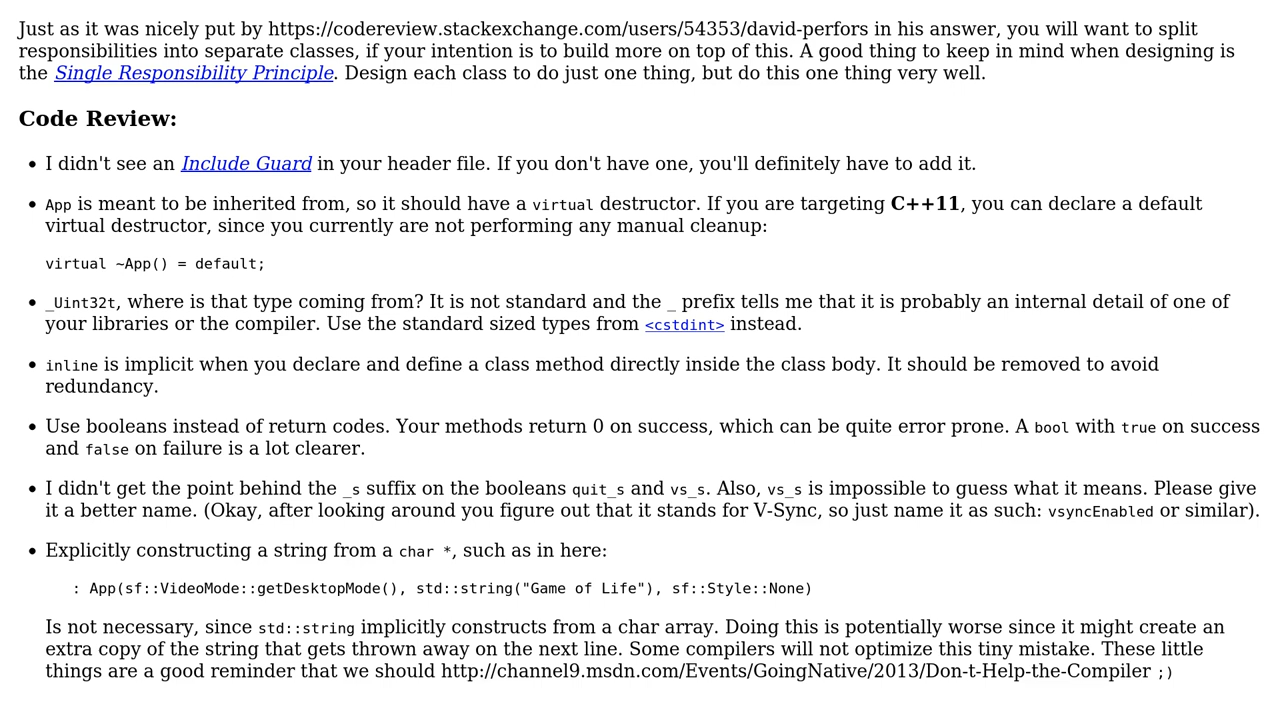 Just as it was nicely put by https://codereview.stackexchange.com/users/54353/david-perfors in his answer, you will want to split
responsibilities into separate classes, if your intention is to build more on top of this. A good thing to keep in mind when designing is
the Single Responsibility Principle. Design each class to do just one thing, but do this one thing very well.
Code Review:
• I didn't see an Include Guard in your header file. If you don't have one, you'll definitely have to add it.
• App is meant to be inherited from, so it should have a virtual destructor. If you are targeting C++11, you can declare a default
virtual destructor, since you currently are not performing any manual cleanup:
virtual ~App() = default;
• _Uint32t, where is that type coming from? It is not standard and the _ prefix tells me that it is probably an internal detail of one of
your libraries or the compiler. Use the standard sized types from <cstdint> instead.
• inline is implicit when you declare and define a class method directly inside the class body. It should be removed to avoid
redundancy.
• Use booleans instead of return codes. Your methods return 0 on success, which can be quite error prone. A bool with true on success
and false on failure is a lot clearer.
• I didn't get the point behind the _s suffix on the booleans quit_s and vs_s. Also, vs_s is impossible to guess what it means. Please give
it a better name. (Okay, after looking around you figure out that it stands for V-Sync, so just name it as such: vsyncEnabled or similar).
• Explicitly constructing a string from a char *, such as in here:
: App(sf::VideoMode::getDesktopMode(), std::string("Game of Life"), sf::Style::None)
Is not necessary, since std::string implicitly constructs from a char array. Doing this is potentially worse since it might create an
extra copy of the string that gets thrown away on the next line. Some compilers will not optimize this tiny mistake. These little
things are a good reminder that we should http://channel9.msdn.com/Events/GoingNative/2013/Don-t-Help-the-Compiler ;)